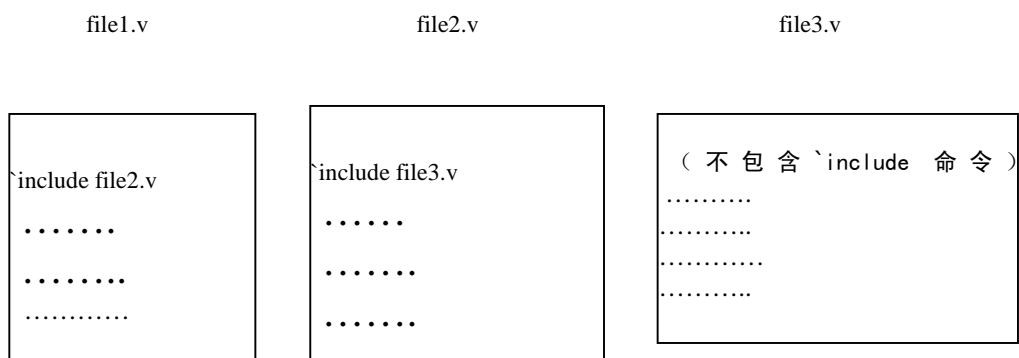 file1.v
file2.v
file3.v
`include file2.v
.......
........
…………
`include file3.v
......
.......
.......
（ 不 包 含 `include 命 令 ）
……….
………..
…………
………..